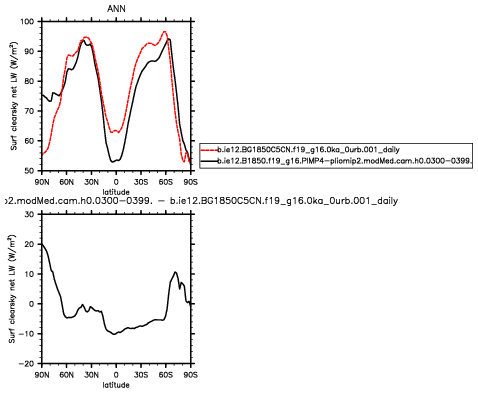 ANN
Surf clearsky net LW (W/m²)
100
90
80
70
60
50
90N 60N 30N 0 30S 60S 90S
latitude
b.ie12.BG1850C5CN.f19_g16.0ka_0urb.001_daily
b.ie12.B1850.f19_g16.PlMP4-pliomip2.modMed.cam.h0.0300-0399.
p2.modMed.cam.h0.0300-0399. - b.ie12.BG1850C5CN.f19_g16.0ka_0urb.001_daily
Surf clearsky net LW (W/m²)
30
20
10
0
-10
-20
90N 60N 30N 0 30S 60S 90S
latitude